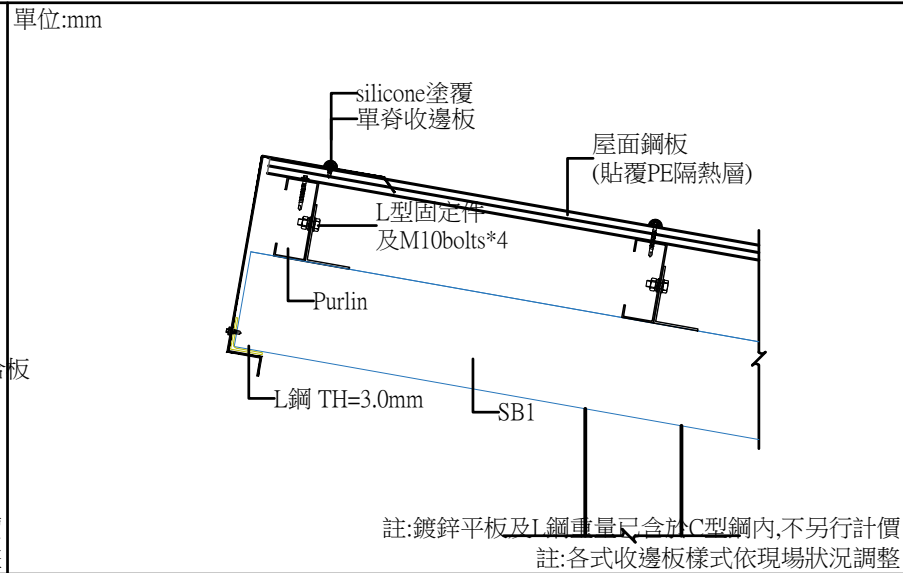 單位:mm
silicone塗覆
單脊收邊板
屋面鋼板
(貼覆PE隔熱層)
L型固定件
及M10bolts*4
Purlin
板
L鋼 TH=3.0mm
SB1
註:鍍鋅平板及L鋼重量已含於C型鋼內,不另行計價
註:各式收邊板樣式依現場狀況調整